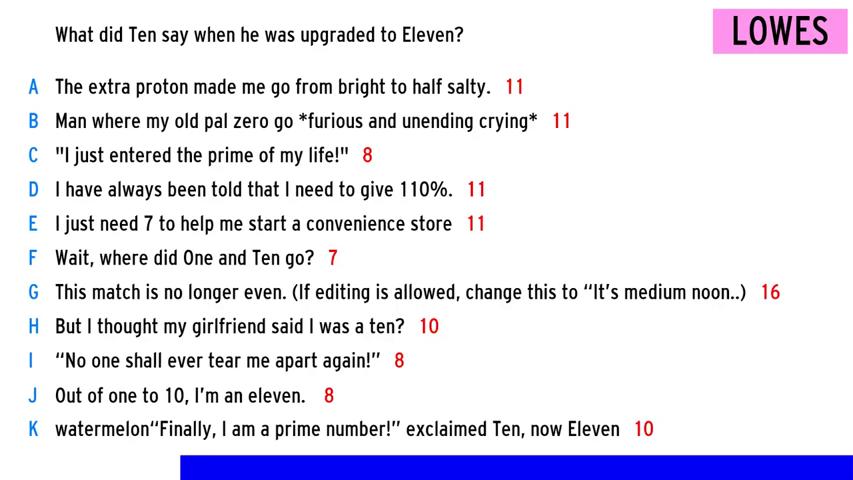 What did Ten say when he was upgraded to Eleven?
LOWES
A The extra proton made me go from bright to half salty. 11
B Man where my old pal zero go *furious and unending crying* 11
C "I just entered the prime of my life!" 8
D I have always been told that I need to give 110%. 11
E I just need 7 to help me start a convenience store 11
F Wait, where did One and Ten go? 7
G This match is no longer even. (If editing is allowed, change this to “It’s medium noon..) 16
H But I thought my girlfriend said I was a ten? 10
I “No one shall ever tear me apart again!” 8
J Out of one to 10, I’m an eleven. 8
K watermelon“Finally, I am a prime number!” exclaimed Ten, now Eleven 10